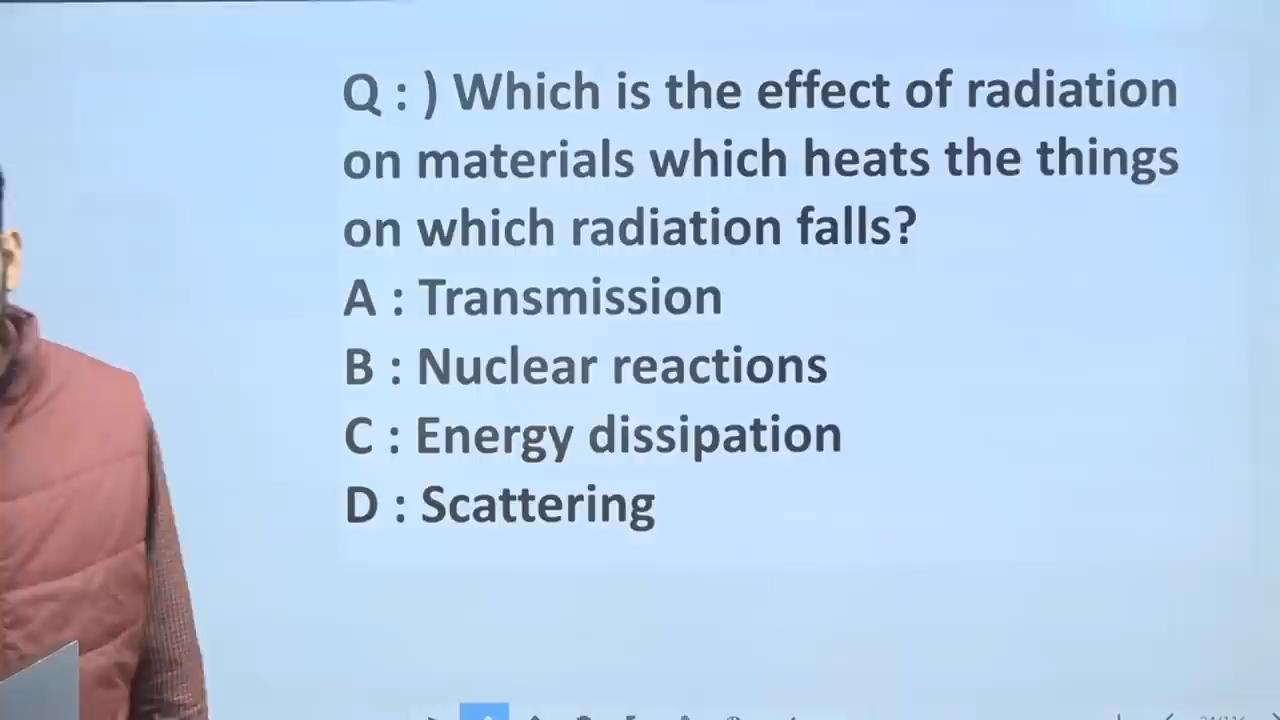 Q : ) Which is the effect of radiation
on materials which heats the things
on which radiation falls?
A : Transmission
B : Nuclear reactions
C : Energy dissipation
D : Scattering